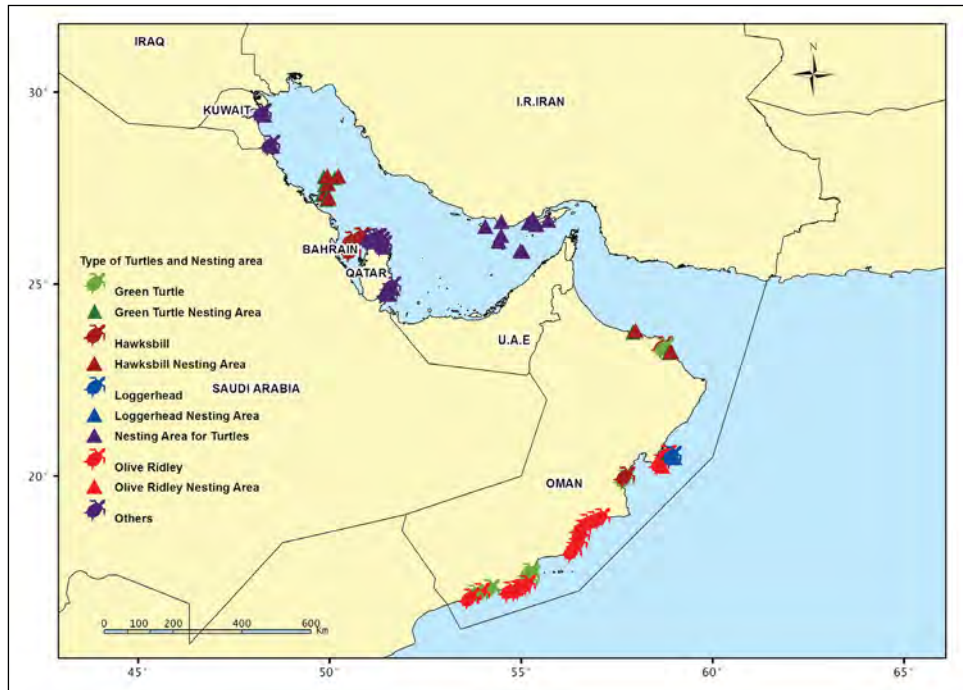 IRAQ
N
30°
KUWAIT
I.R.IRAN
BAHRAIN
QATAR
25°
Type of Turtles and Nesting area
Green Turtle
Green Turtle Nesting Area
Hawksbill
Hawksbill Nesting Area
Loggerhead
Loggerhead Nesting Area
Nesting Area for Turtles
Olive Ridley
Olive Ridley Nesting Area
Others
U.A.E
SAUDI ARABIA
20°
OMAN
0 100 200 400 600
Km
45° 50° 55° 60° 65°